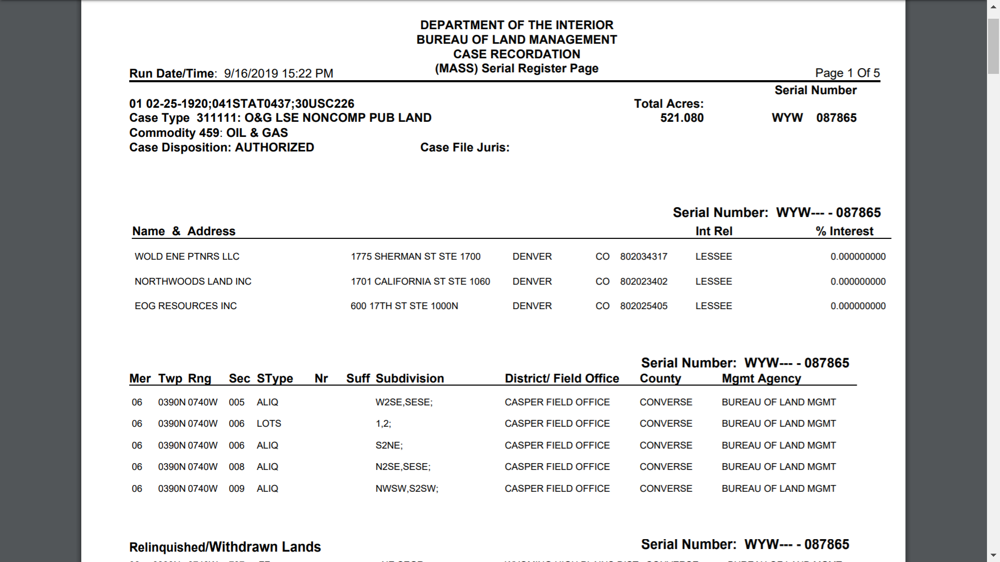 DEPARTMENT OF THE INTERIOR
BUREAU OF LAND MANAGEMENT
CASE RECORDATION
(MASS) Serial Register Page
Run Date/Time: 9/16/2019 15:22 PM
Page 1 Of 5
Serial Number
01 02-25-1920;041STAT0437;30USC226 Total Acres:
Case Type 311111: O&G LSE NONCOMP PUB LAND 521.080 WYW 087865
Commodity 459: OIL & GAS
Case Disposition: AUTHORIZED Case File Juris:
Serial Number: WYW--- - 087865
Name & Address Int Rel % Interest
WOLD ENE PTNRS LLC 1775 SHERMAN ST STE 1700 DENVER CO 802034317 LESSEE 0.000000000
NORTHWOODS LAND INC 1701 CALIFORNIA ST STE 1060 DENVER CO 802023402 LESSEE 0.000000000
EOG RESOURCES INC 600 17TH ST STE 1000N DENVER CO 802025405 LESSEE 0.000000000
Serial Number: WYW--- - 087865
Mer Twp Rng Sec SType Nr Suff Subdivision District/ Field Office County Mgmt Agency
06 0390N 0740W 005 ALIQ W2SE,SESE; CASPER FIELD OFFICE CONVERSE BUREAU OF LAND MGMT
06 0390N 0740W 006 LOTS 1,2; CASPER FIELD OFFICE CONVERSE BUREAU OF LAND MGMT
06 0390N 0740W 006 ALIQ S2NE; CASPER FIELD OFFICE CONVERSE BUREAU OF LAND MGMT
06 0390N 0740W 008 ALIQ N2SE,SESE; CASPER FIELD OFFICE CONVERSE BUREAU OF LAND MGMT
06 0390N 0740W 009 ALIQ NWSW,S2SW; CASPER FIELD OFFICE CONVERSE BUREAU OF LAND MGMT
Relinquished/Withdrawn Lands Serial Number: WYW--- - 087865